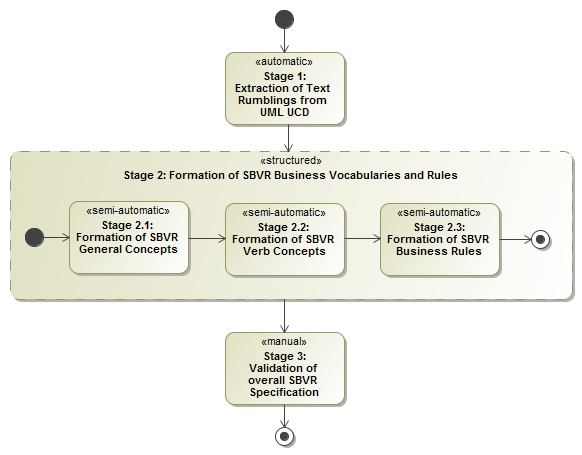 «automatic»
Stage 1:
Extraction of Text
Rumblings from
UML UCD
«structured»
Stage 2: Formation of SBVR Business Vocabularies and Rules
«semi-automatic»
Stage 2.1:
Formation of SBVR
General Concepts
«semi-automatic»
Stage 2.2:
Formation of SBVR
Verb Concepts
«semi-automatic»
Stage 2.3:
Formation of SBVR
Business Rules
«manual»
Stage 3:
Validation of
overall SBVR
Specification